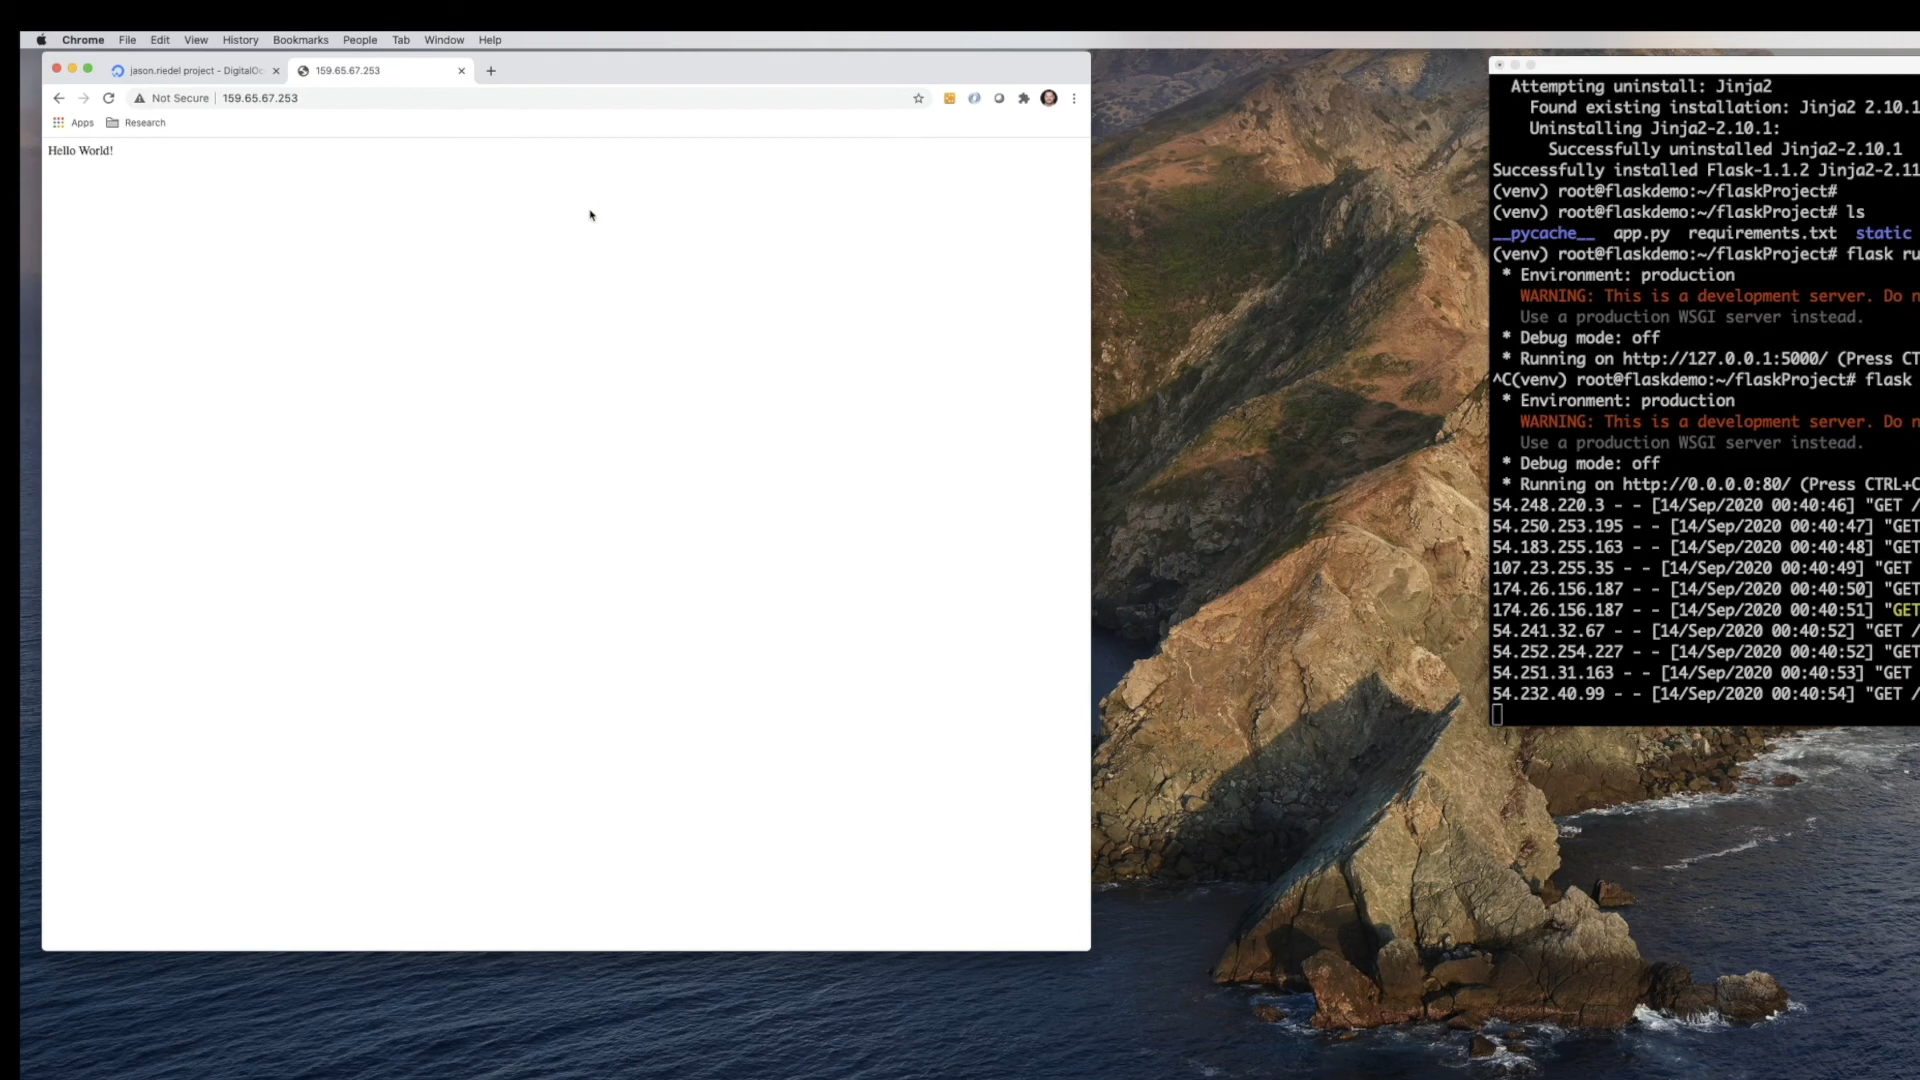 Chrome File Edit View History Bookmarks People Tab Window Help
jason.riedel project - DigitalOc
159.65.67.253
Not Secure 159.65.67.253
Apps Research
Hello World!
Attempting uninstall: Jinja2
Found existing installation: Jinja2 2.10.1
Uninstalling Jinja2-2.10.1:
Successfully uninstalled Jinja2-2.10.1
Successfully installed Flask-1.1.2 Jinja2-2.11
(venv) root@flaskdemo:~/flaskProject#
(venv) root@flaskdemo:~/flaskProject# ls
__pycache__ app.py requirements.txt static
(venv) root@flaskdemo:~/flaskProject# flask ru
* Environment: production
WARNING: This is a development server. Do n
Use a production WSGI server instead.
* Debug mode: off
* Running on http://127.0.0.1:5000/ (Press CT
^C(venv) root@flaskdemo:~/flaskProject# flask
* Environment: production
WARNING: This is a development server. Do n
Use a production WSGI server instead.
* Debug mode: off
* Running on http://0.0.0.0:80/ (Press CTRL+C
54.248.220.3 - - [14/Sep/2020 00:40:46] "GET /
54.250.253.195 - - [14/Sep/2020 00:40:47] "GET
54.183.255.163 - - [14/Sep/2020 00:40:48] "GET
107.23.255.35 - - [14/Sep/2020 00:40:49] "GET
174.26.156.187 - - [14/Sep/2020 00:40:50] "GET
174.26.156.187 - - [14/Sep/2020 00:40:51] "GET
54.241.32.67 - - [14/Sep/2020 00:40:52] "GET /
54.252.254.227 - - [14/Sep/2020 00:40:52] "GET
54.251.31.163 - - [14/Sep/2020 00:40:53] "GET
54.232.40.99 - - [14/Sep/2020 00:40:54] "GET /